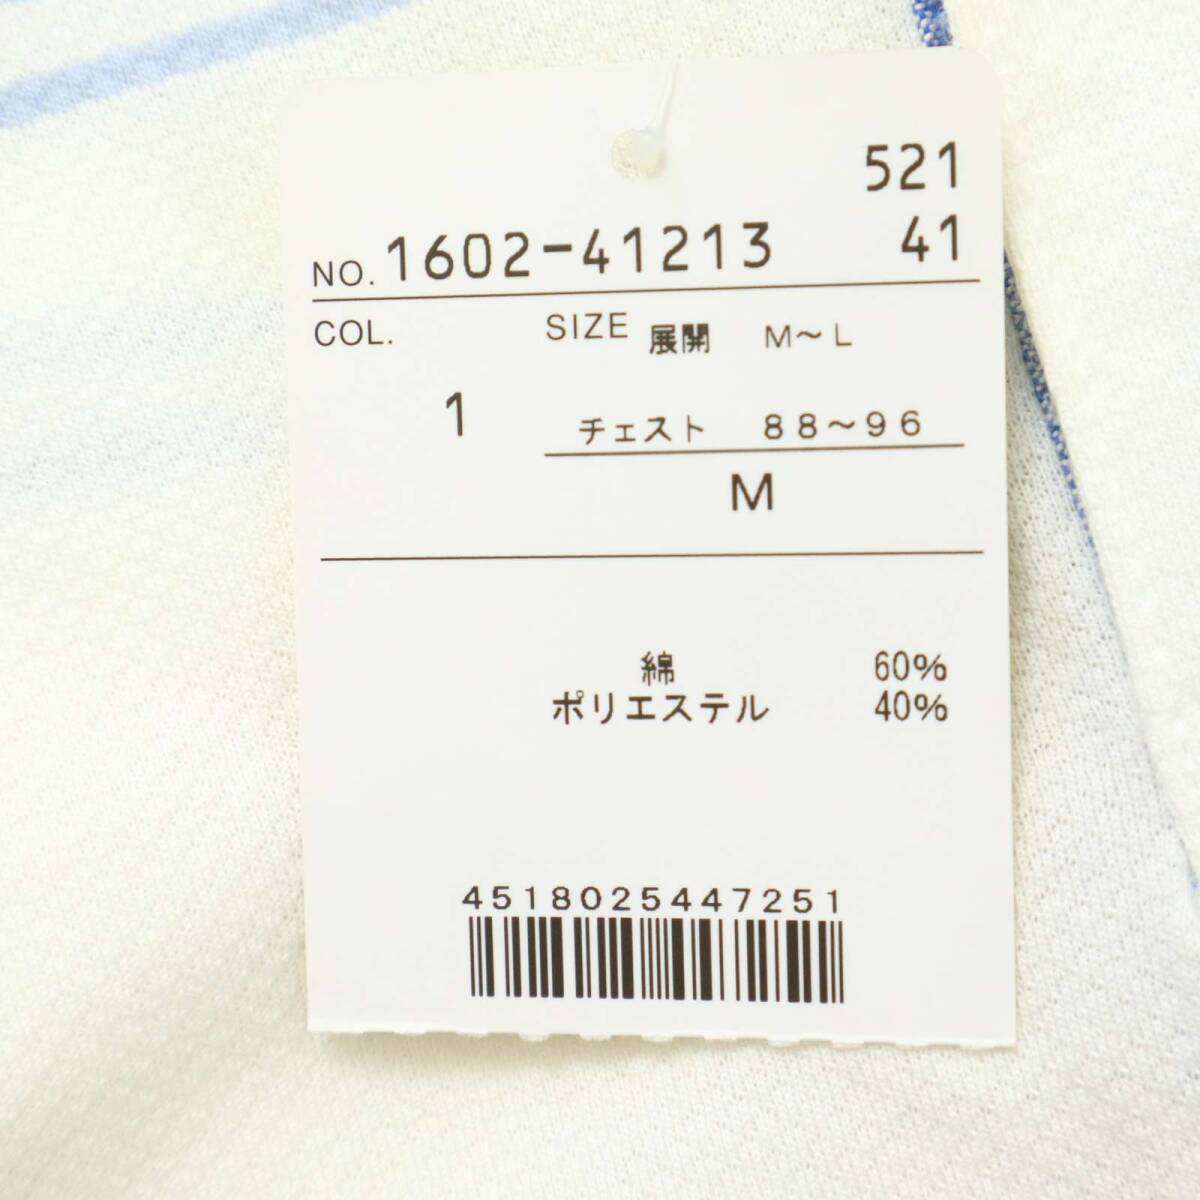 521
NO. 1602-41213 41
COL. SIZE 展開 M～L
1 チェスト 88～96
M
綿 60%
ポリエステル 40%
4518025447251